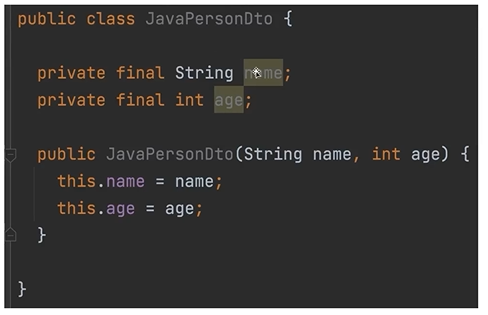 public class JavaPersonDto {
private final String name;
private final int age;
public JavaPersonDto(String name, int age) {
this.name = name;
this.age = age;
}
}